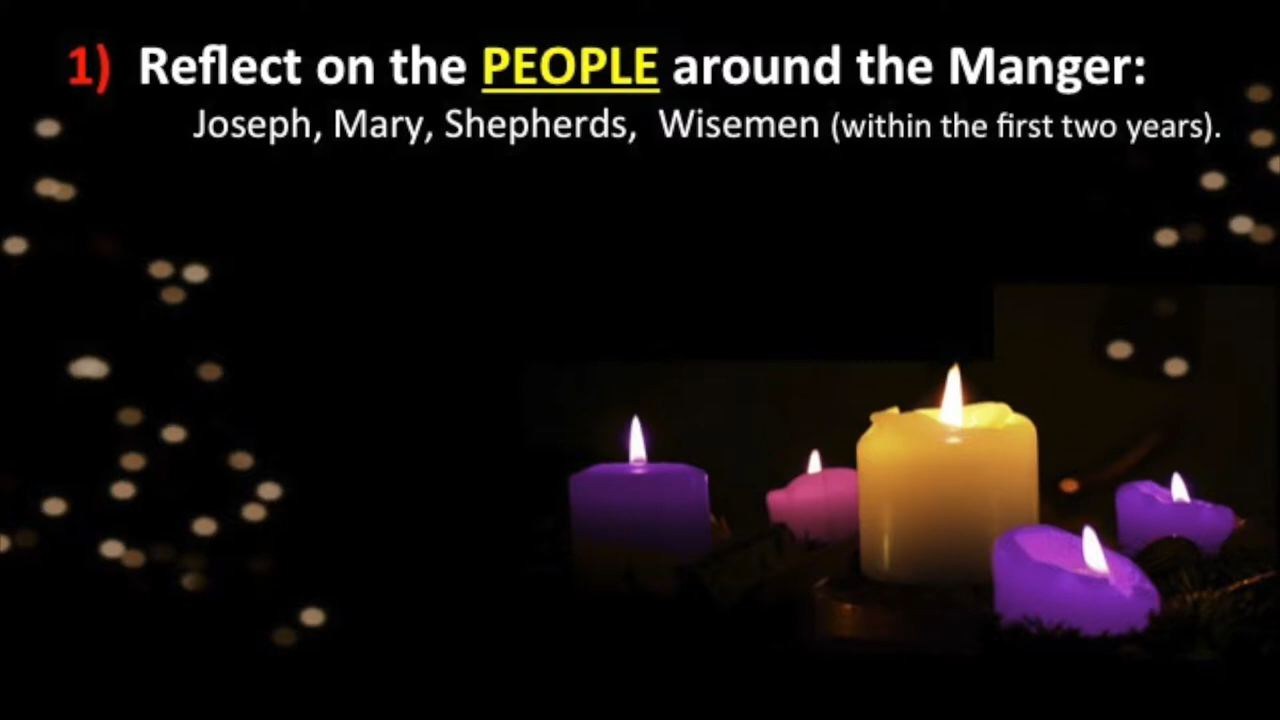 1) Reflect on the PEOPLE around the Manger:
Joseph, Mary, Shepherds, Wisemen (within the first two years).